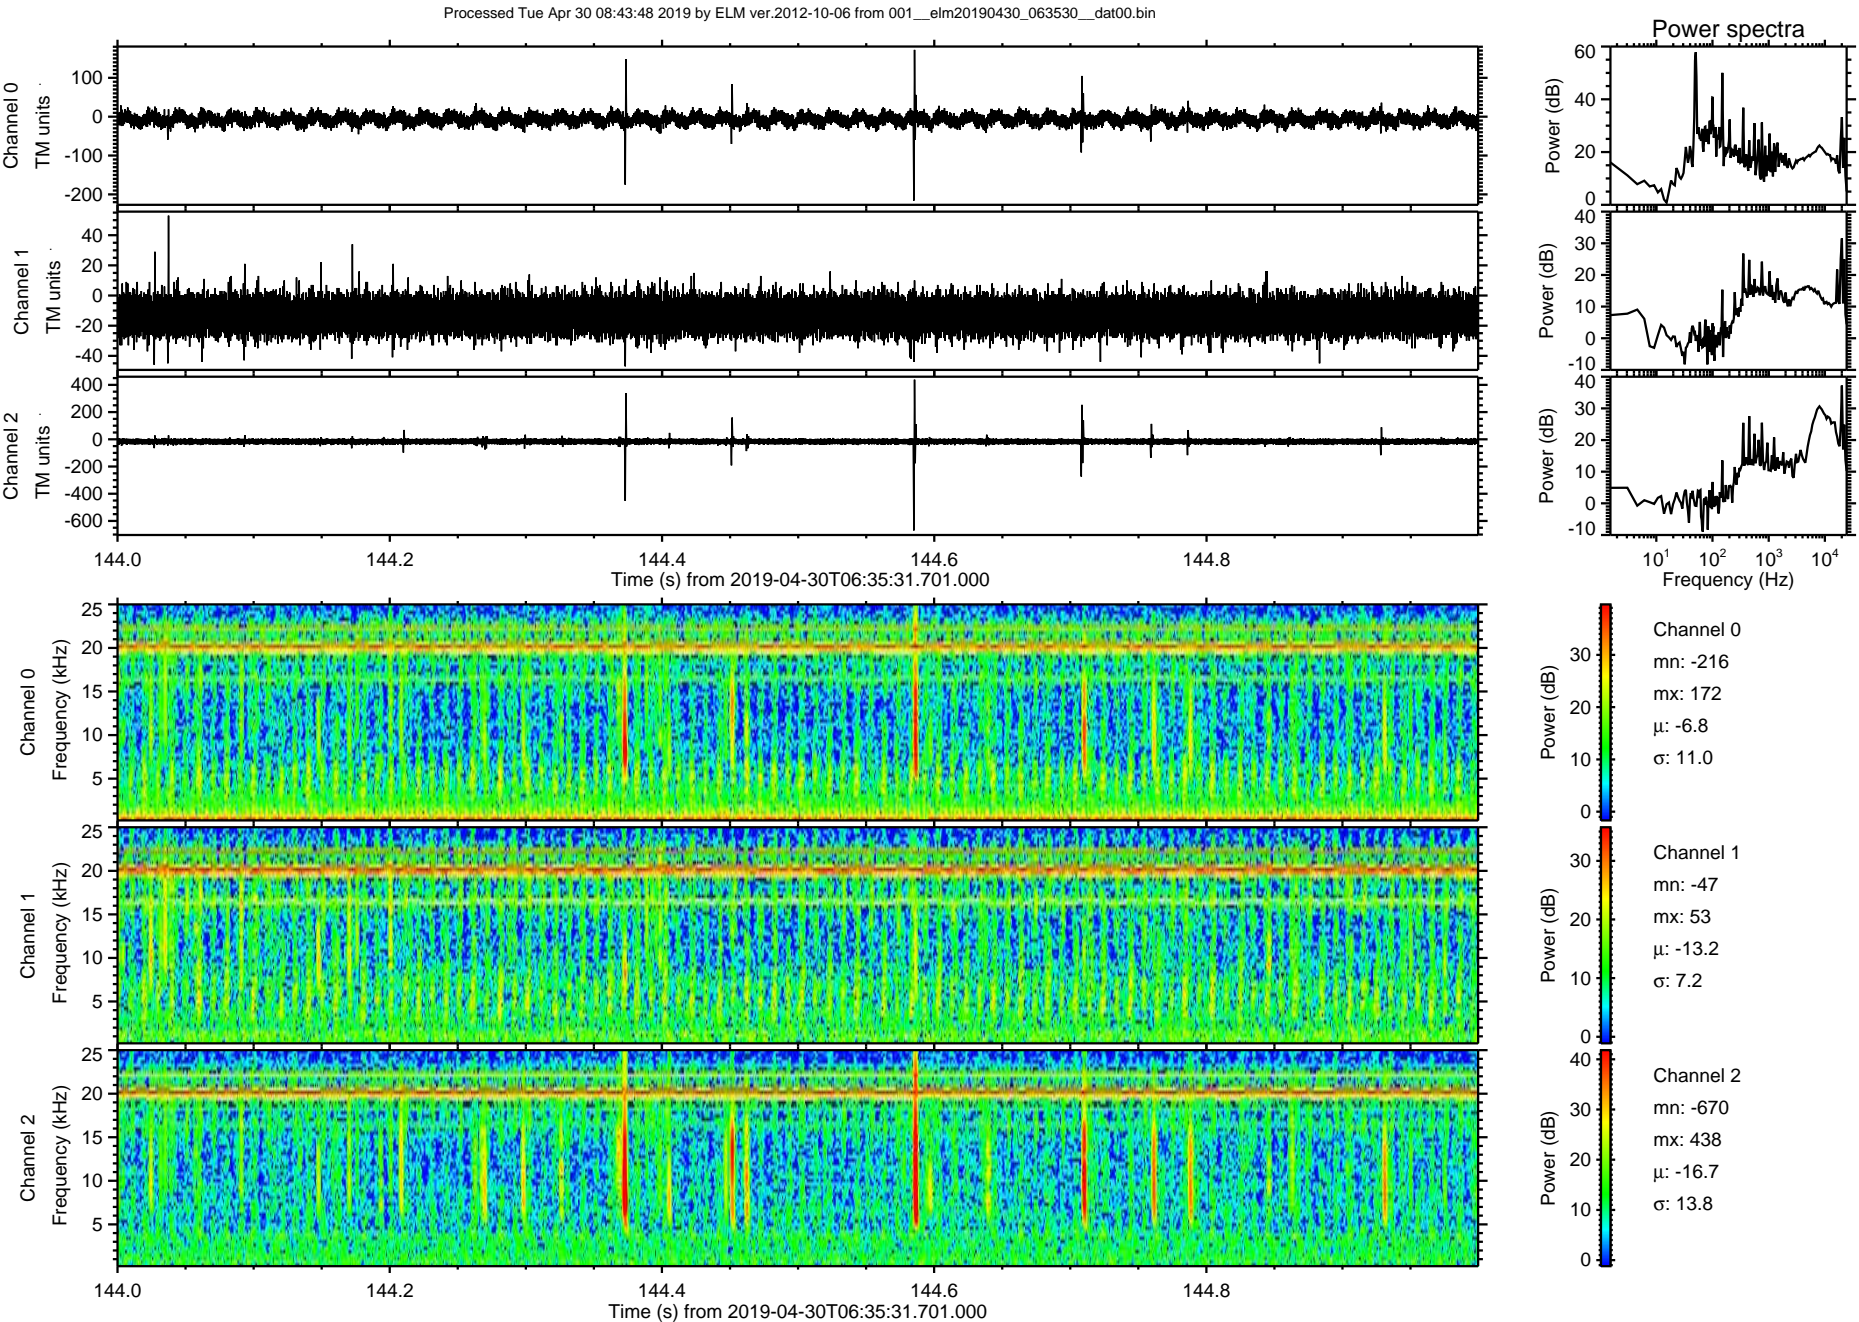 Processed Tue Apr 30 08:43:48 2019 by ELM ver.2012-10-06 from 001__elm20190430_063530__dat00.bin
Power spectra
Channel 0
TM units
100
0
-100
-200
Power (dB)
60
40
20
0
Channel 1
TM units
40
20
0
-20
-40
Power (dB)
40
30
20
10
0
-10
Channel 2
TM units
400
200
0
-200
-400
-600
Power (dB)
40
30
20
10
0
-10
144.0 144.2 144.4 144.6 144.8
Time (s) from 2019-04-30T06:35:31.701.000
10^1 10^2 10^3 10^4
Frequency (Hz)
Channel 0
Frequency (kHz)
25
20
15
10
5
Power (dB)
30
20
10
0
Channel 0
mn: -216
mx: 172
μ: -6.8
σ: 11.0
Channel 1
Frequency (kHz)
25
20
15
10
5
Power (dB)
30
20
10
0
Channel 1
mn: -47
mx: 53
μ: -13.2
σ: 7.2
Channel 2
Frequency (kHz)
25
20
15
10
5
Power (dB)
40
30
20
10
0
Channel 2
mn: -670
mx: 438
μ: -16.7
σ: 13.8
144.0 144.2 144.4 144.6 144.8
Time (s) from 2019-04-30T06:35:31.701.000